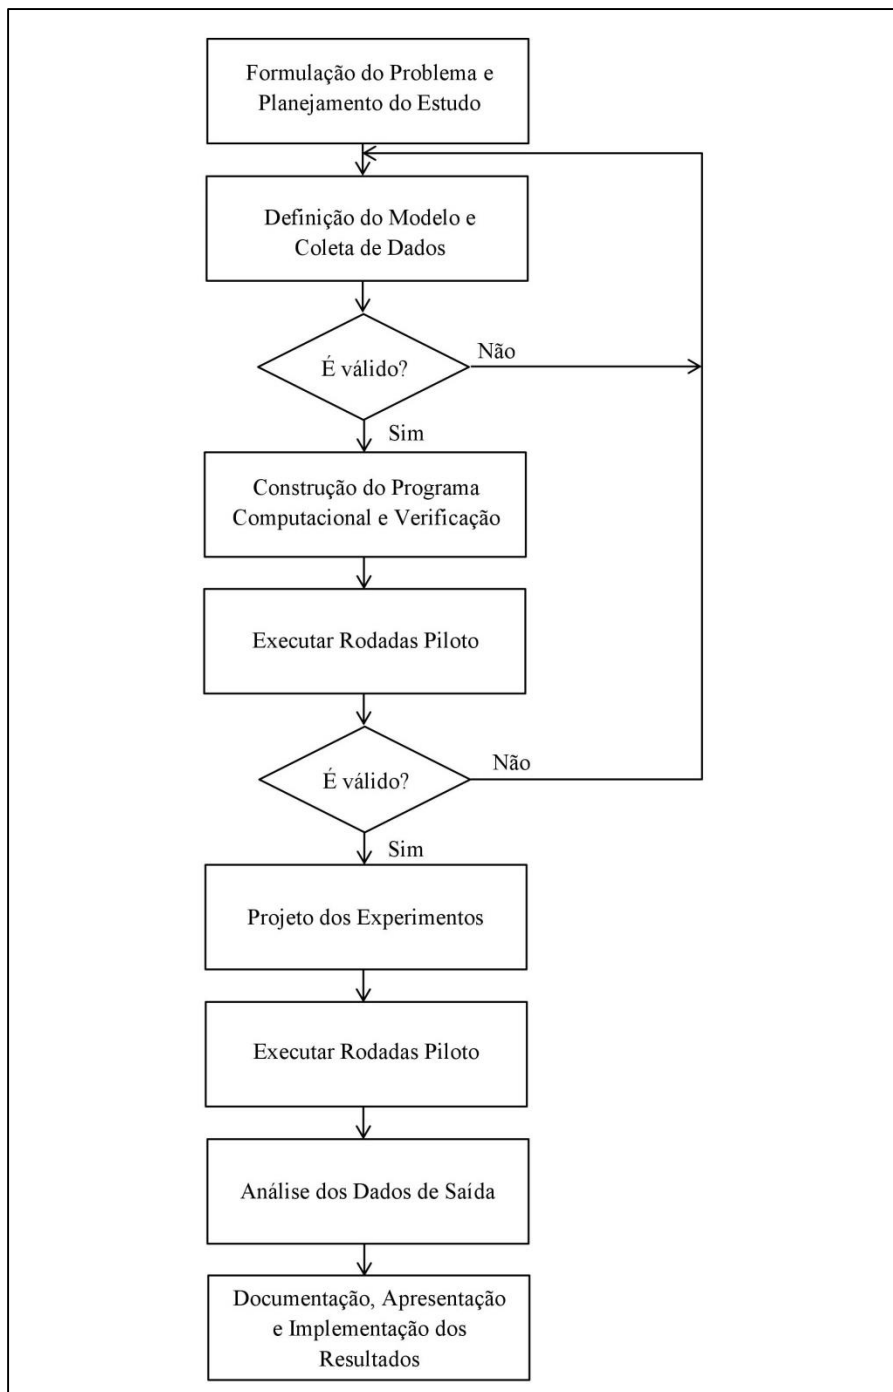 Formulação do Problema e
Planejamento do Estudo
Definição do Modelo e
Coleta de Dados
É válido?
Não
Sim
Construção do Programa
Computacional e Verificação
Executar Rodadas Piloto
É válido?
Não
Sim
Projeto dos Experimentos
Executar Rodadas Piloto
Análise dos Dados de Saída
Documentação, Apresentação
e Implementação dos
Resultados